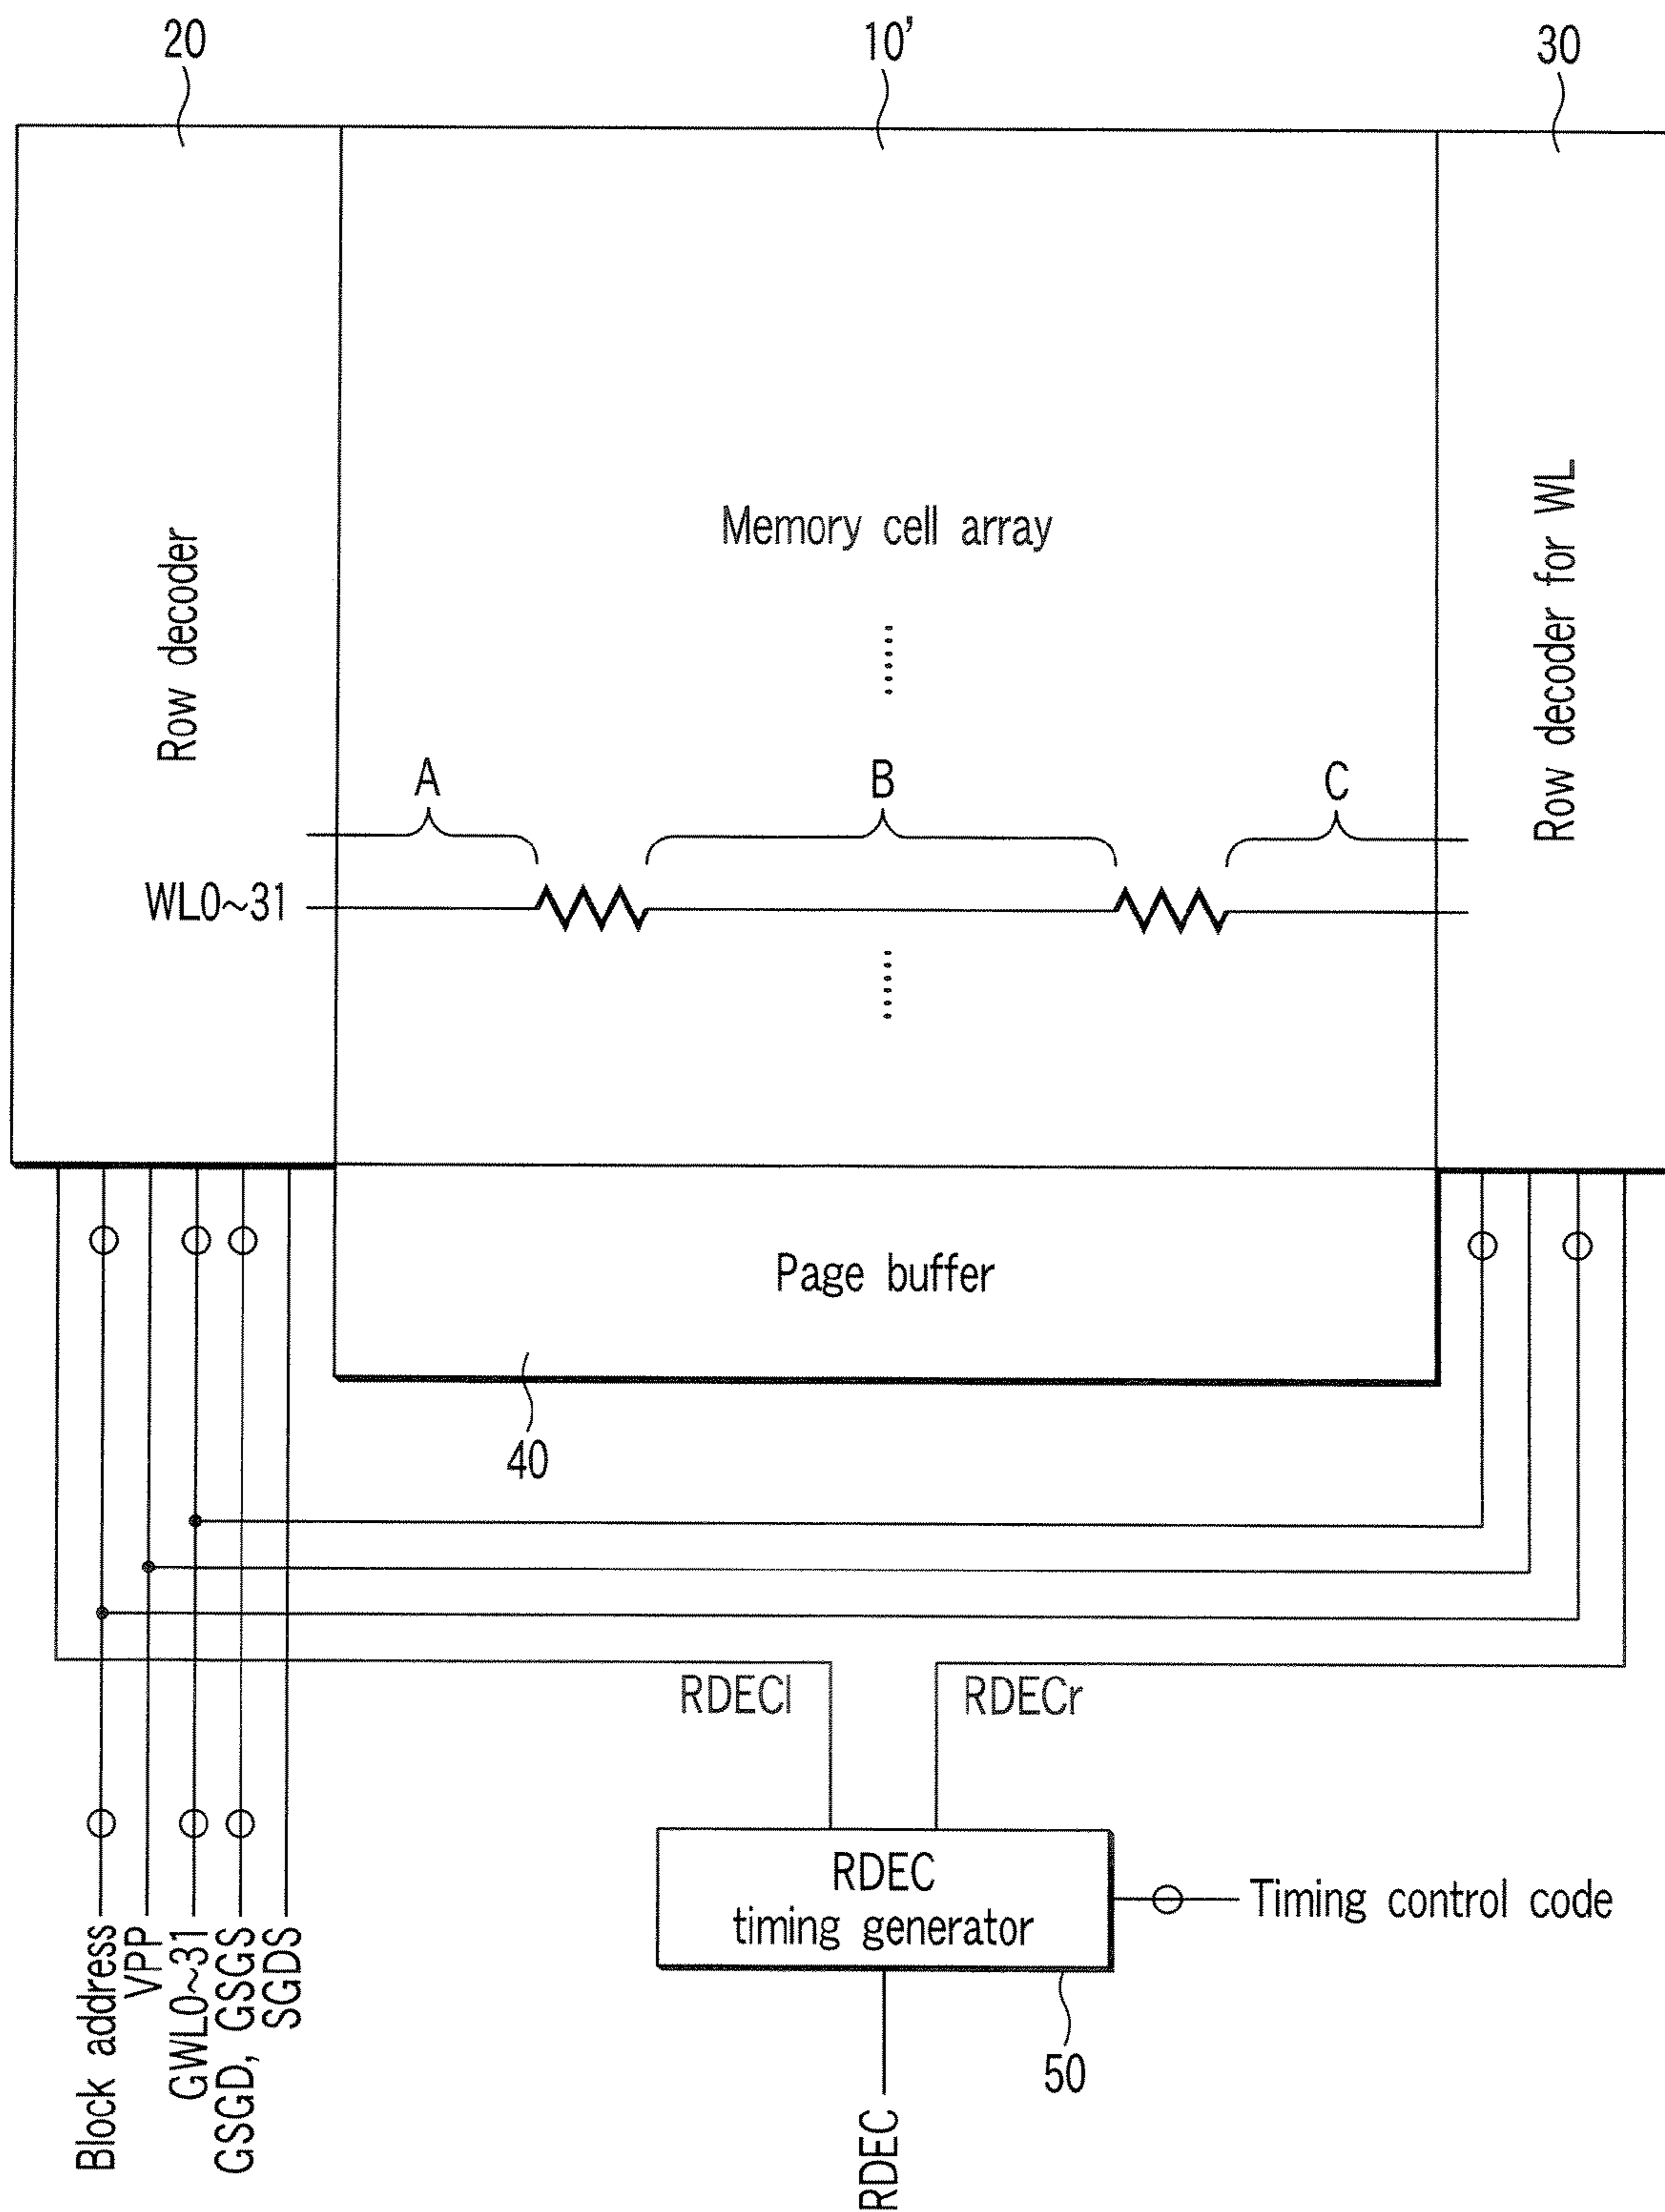 20
10'
30
Row decoder
Memory cell array
Row decoder for WL
A
B
C
WL0~31
Page buffer
40
RDECl
RDECr
RDEC
timing generator
Timing control code
50
Block address
VPP
GWL0~31
GSGD, GSGS
SGDS
RDEC